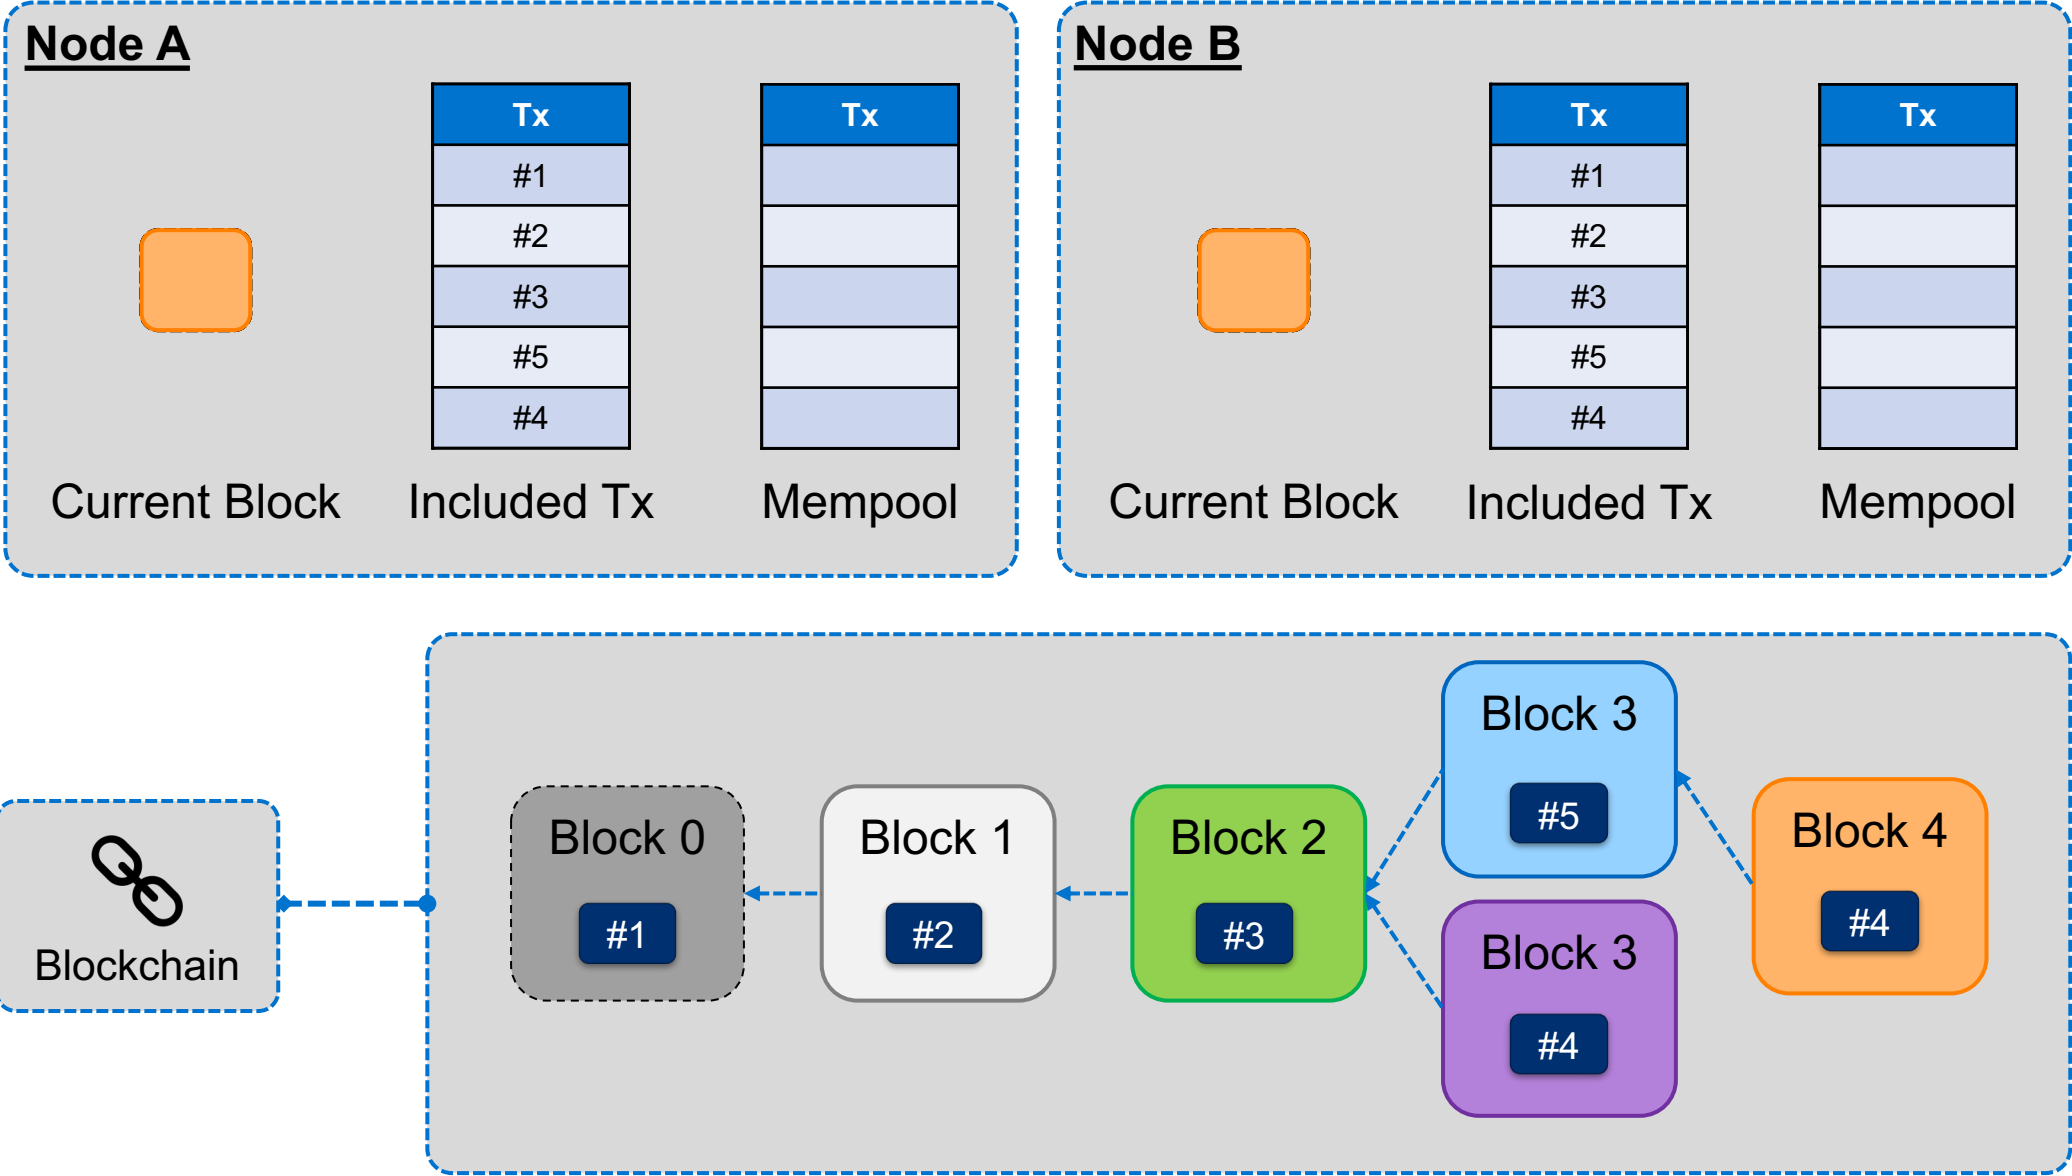 Node A
Tx
#1
#2
#3
#5
#4
Tx
Current Block
Included Tx
Mempool
Node B
Tx
#1
#2
#3
#5
#4
Tx
Current Block
Included Tx
Mempool
Blockchain
Block 0
#1
Block 1
#2
Block 2
#3
Block 3
#5
Block 3
#4
Block 4
#4